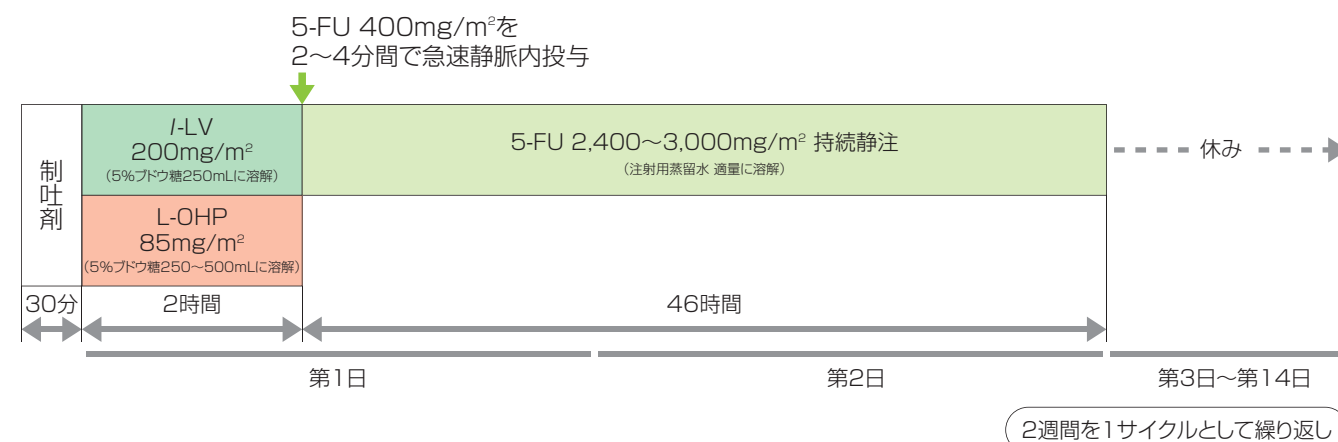 5-FU 400mg/m²を
2〜4分間で急速静脈内投与
制吐剤
l-LV
200mg/m²
(5%ブドウ糖250mLに溶解)
L-OHP
85mg/m²
(5%ブドウ糖250〜500mLに溶解)
5-FU 2,400〜3,000mg/m² 持続静注
(注射用蒸留水 適量に溶解)
休み
30分
2時間
46時間
第1日
第2日
第3日〜第14日
2週間を1サイクルとして繰り返し